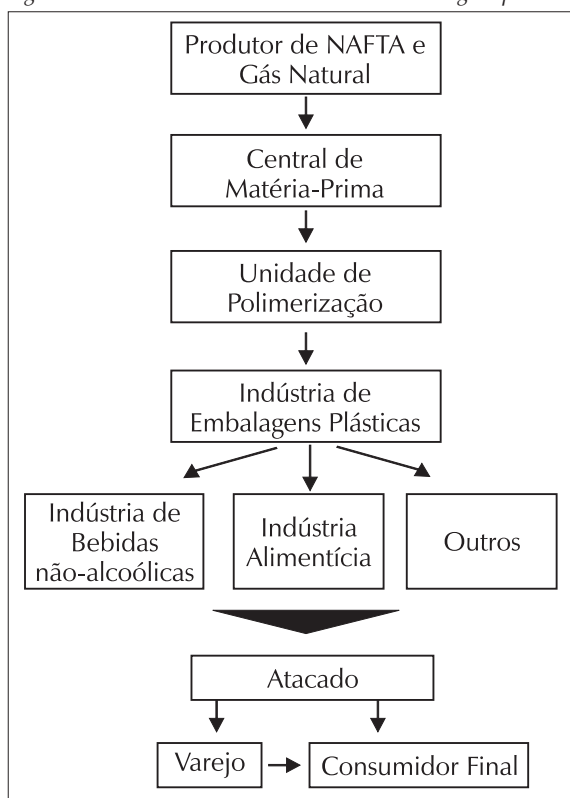 Produtor de NAFTA e
Gás Natural
Central de
Matéria-Prima
Unidade de
Polimerização
Indústria de
Embalagens Plásticas
Indústria de
Bebidas
não-alcoólicas
Indústria
Alimentícia
Outros
Atacado
Varejo
Consumidor Final